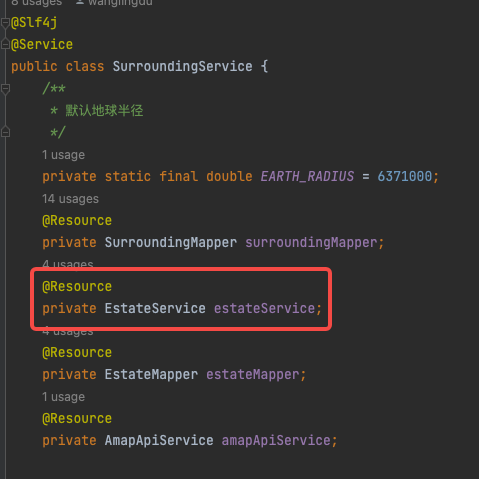 8 usages wanglingdu
@Slf4j
@Service
public class SurroundingService {
/**
* 默认地球半径
*/
1 usage
private static final double EARTH_RADIUS = 6371000;
14 usages
@Resource
private SurroundingMapper surroundingMapper;
4 usages
@Resource
private EstateService estateService;
4 usages
@Resource
private EstateMapper estateMapper;
1 usage
@Resource
private AmapApiService amapApiService;